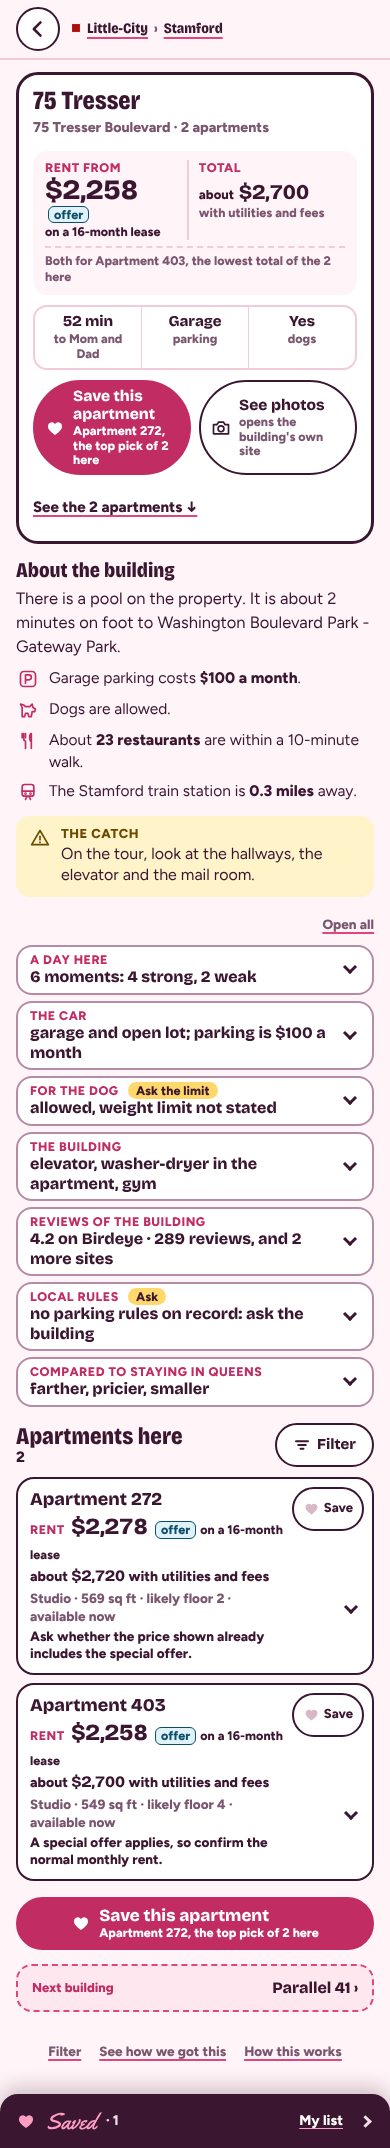 Little-City › Stamford
75 Tresser
75 Tresser Boulevard · 2 apartments
RENT FROM
$2,258
offer
on a 16-month lease
TOTAL
about $2,700
with utilities and fees
Both for Apartment 403, the lowest total of the 2
here
52 min
to Mom and
Dad
Garage
parking
Yes
dogs
Save this
apartment
Apartment 272,
the top pick of 2
here
See photos
opens the
building's own
site
See the 2 apartments ↓
About the building
There is a pool on the property. It is about 2
minutes on foot to Washington Boulevard Park -
Gateway Park.
Garage parking costs $100 a month.
Dogs are allowed.
About 23 restaurants are within a 10-minute
walk.
The Stamford train station is 0.3 miles away.
THE CATCH
On the tour, look at the hallways, the
elevator and the mail room.
Open all
A DAY HERE
6 moments: 4 strong, 2 weak
THE CAR
garage and open lot; parking is $100 a
month
FOR THE DOG Ask the limit
allowed, weight limit not stated
THE BUILDING
elevator, washer-dryer in the
apartment, gym
REVIEWS OF THE BUILDING
4.2 on Birdeye · 289 reviews, and 2
more sites
LOCAL RULES Ask
no parking rules on record: ask the
building
COMPARED TO STAYING IN QUEENS
farther, pricier, smaller
Apartments here
2
Filter
Apartment 272
Save
RENT $2,278 offer on a 16-month
lease
about $2,720 with utilities and fees
Studio · 569 sq ft · likely floor 2 ·
available now
Ask whether the price shown already
includes the special offer.
Apartment 403
Save
RENT $2,258 offer on a 16-month
lease
about $2,700 with utilities and fees
Studio · 549 sq ft · likely floor 4 ·
available now
A special offer applies, so confirm the
normal monthly rent.
Save this apartment
Apartment 272, the top pick of 2 here
Next building Parallel 41 ›
Filter See how we got this How this works
Saved · 1 My list